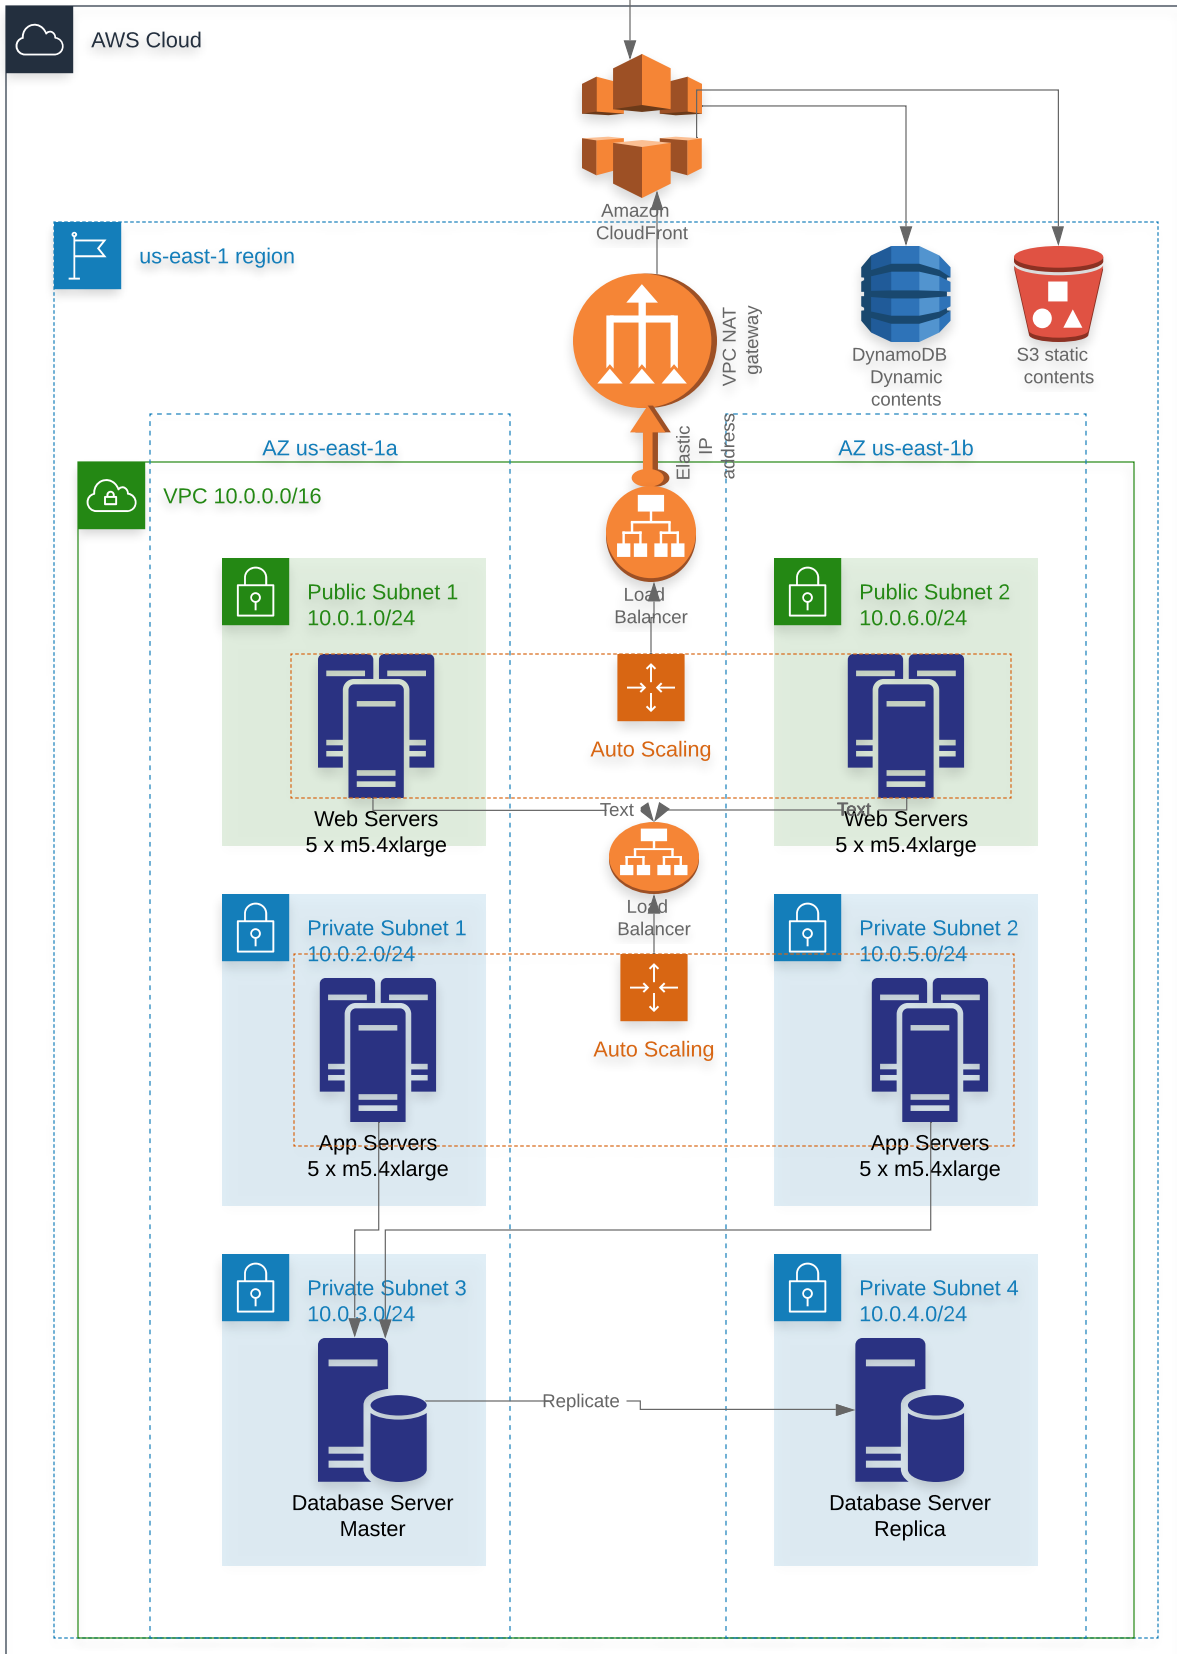 AWS Cloud
Amazon
CloudFront
us-east-1 region
VPC NAT
gateway
DynamoDB
Dynamic
contents
S3 static
contents
Elastic
IP
address
AZ us-east-1a
AZ us-east-1b
VPC 10.0.0.0/16
Load
Balancer
Public Subnet 1
10.0.1.0/24
Public Subnet 2
10.0.6.0/24
Auto Scaling
Text
Text
Web Servers
5 x m5.4xlarge
Web Servers
5 x m5.4xlarge
Load
Balancer
Private Subnet 1
10.0.2.0/24
Private Subnet 2
10.0.5.0/24
Auto Scaling
App Servers
5 x m5.4xlarge
App Servers
5 x m5.4xlarge
Private Subnet 3
10.0.3.0/24
Private Subnet 4
10.0.4.0/24
Replicate
Database Server
Master
Database Server
Replica